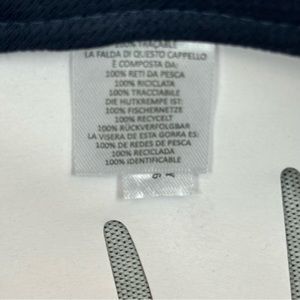 LA FALDA DI QUESTO CAPPELLO
È COMPOSTA DA:
100% RETI DA PESCA
100% RICICLATA
100% TRACCIABILE
DIE HUTKREMPE IST:
100% FISCHERNETZE
100% RECYCELT
100% RÜCKVERFOLGBAR
LA VISERA DE ESTA GORRA ES:
100% DE REDES DE PESCA
100% RECICLADA
100% IDENTIFICABLE